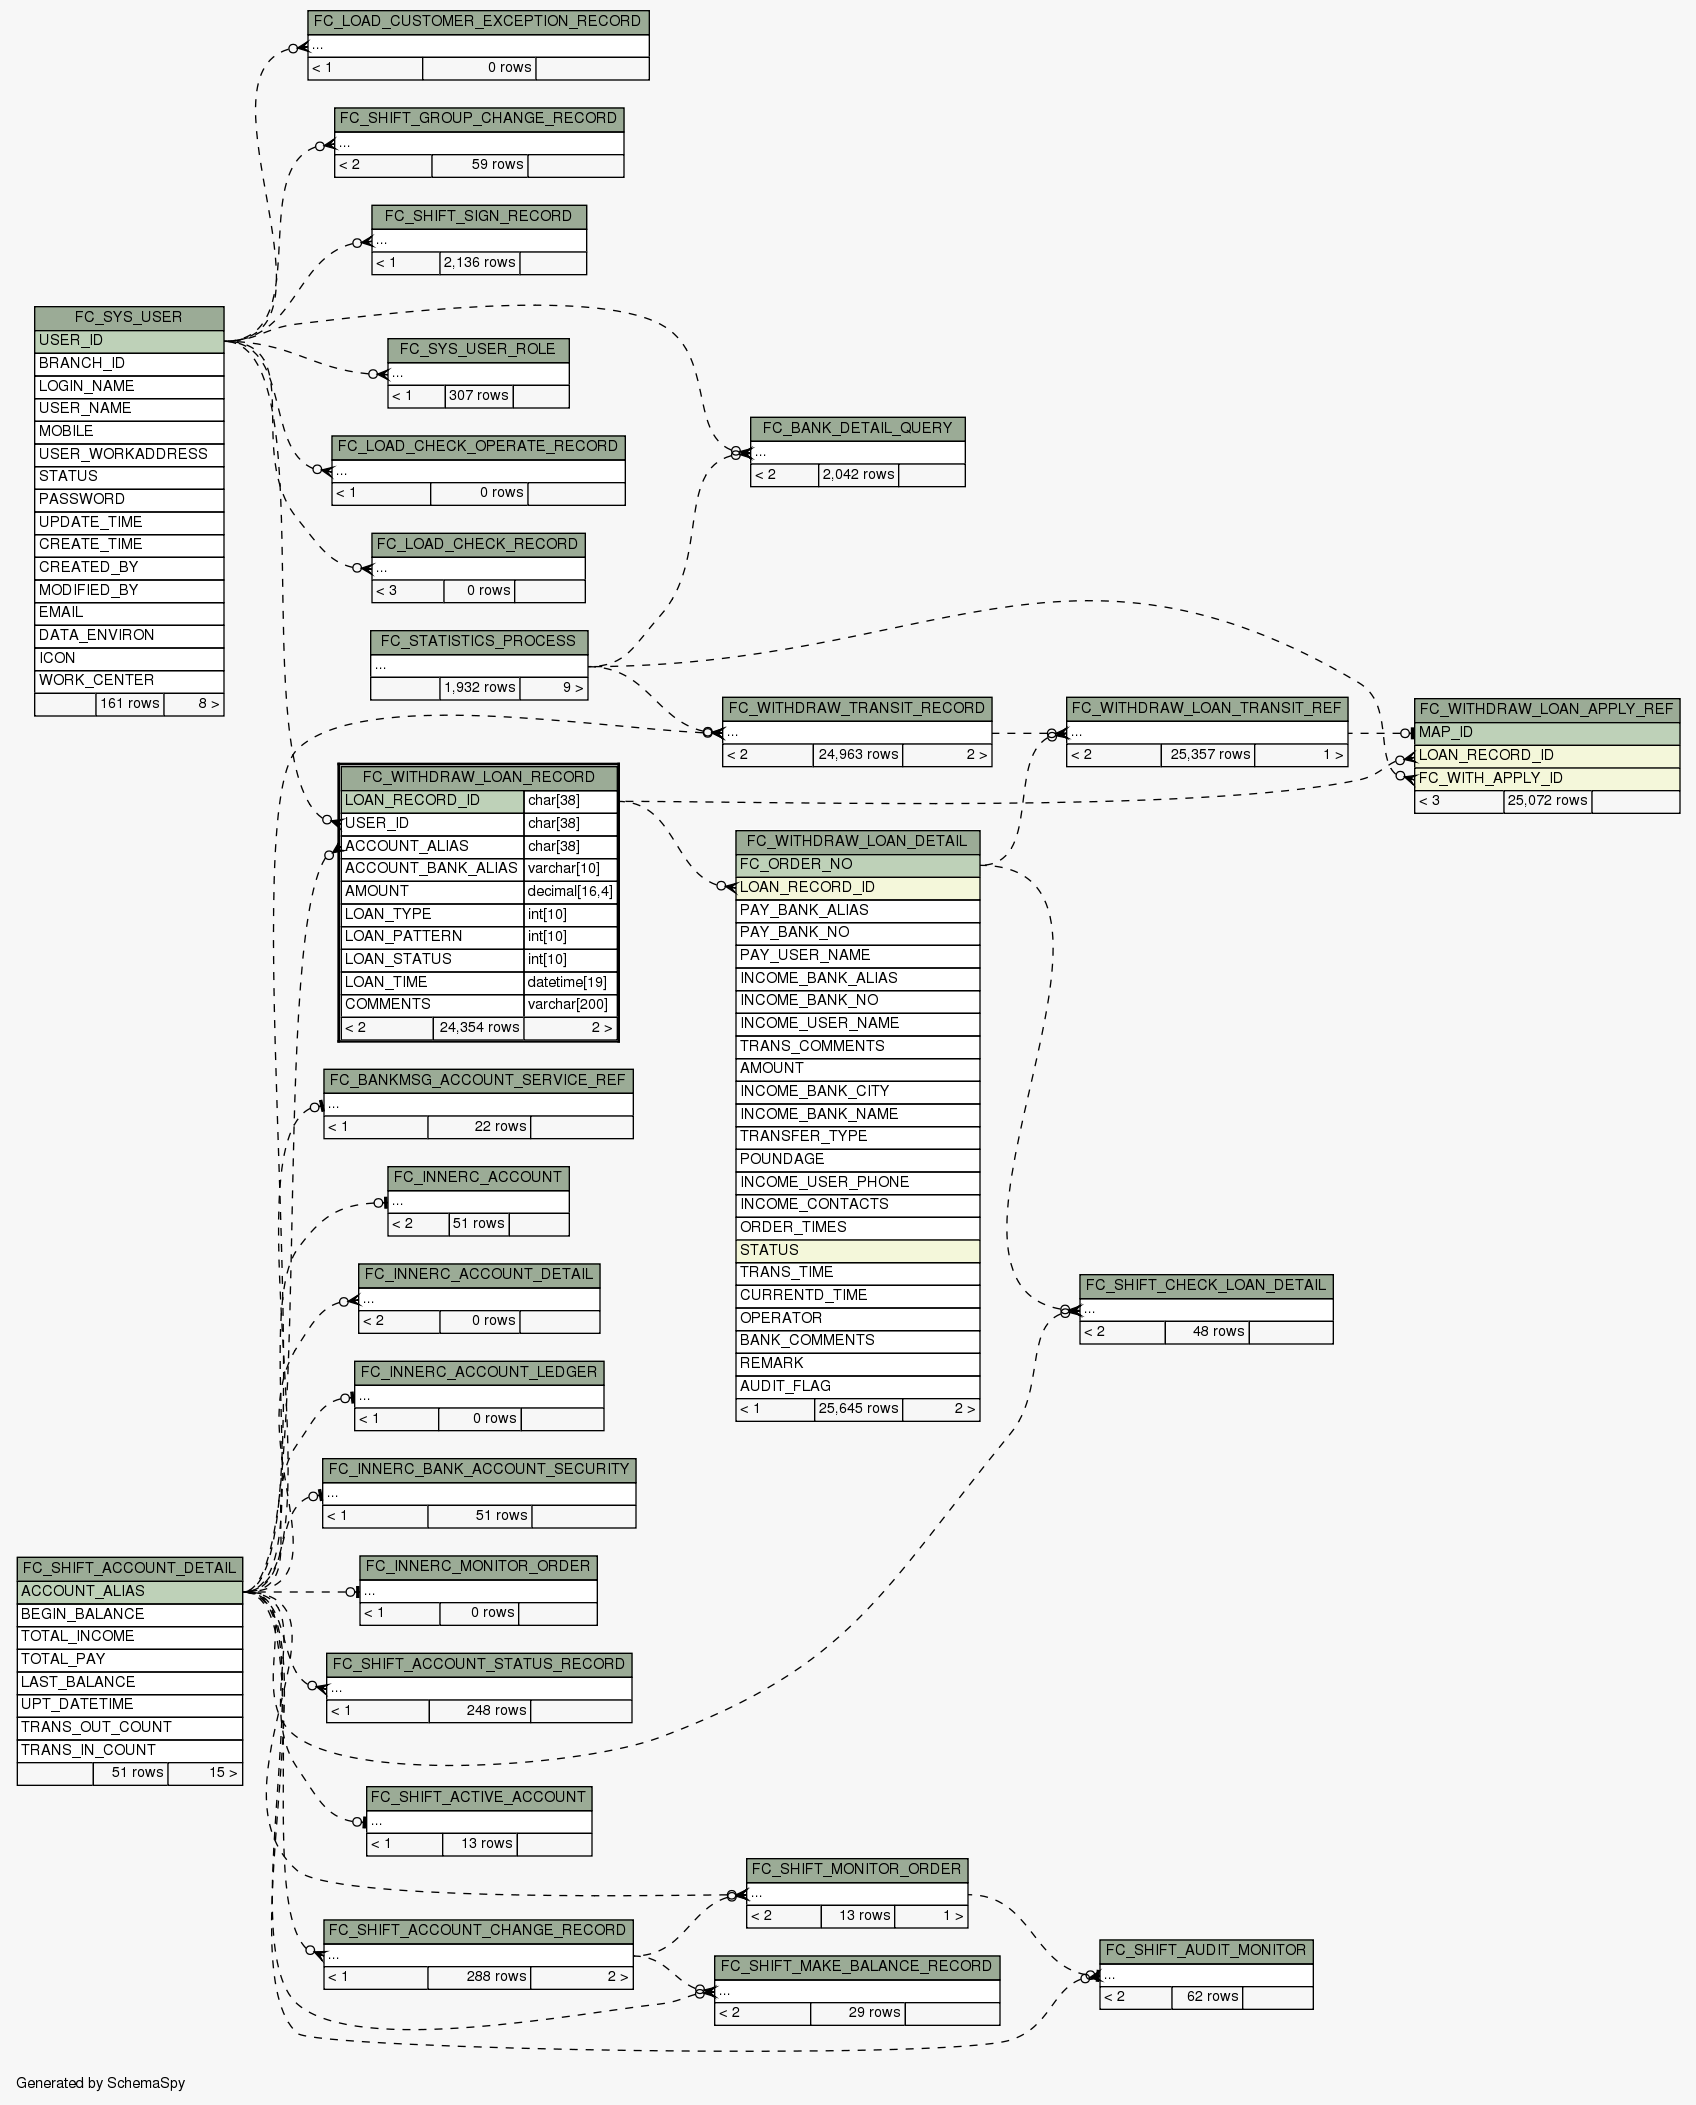 FC_LOAD_CUSTOMER_EXCEPTION_RECORD
...
< 1 0 rows
FC_SHIFT_GROUP_CHANGE_RECORD
...
< 2 59 rows
FC_SHIFT_SIGN_RECORD
...
< 1 2,136 rows
FC_SYS_USER
USER_ID
BRANCH_ID
LOGIN_NAME
USER_NAME
MOBILE
USER_WORKADDRESS
STATUS
PASSWORD
UPDATE_TIME
CREATE_TIME
CREATED_BY
MODIFIED_BY
EMAIL
DATA_ENVIRON
ICON
WORK_CENTER
161 rows 8 >
FC_SYS_USER_ROLE
...
< 1 307 rows
FC_LOAD_CHECK_OPERATE_RECORD
...
< 1 0 rows
FC_BANK_DETAIL_QUERY
...
< 2 2,042 rows
FC_LOAD_CHECK_RECORD
...
< 3 0 rows
FC_STATISTICS_PROCESS
...
1,932 rows 9 >
FC_WITHDRAW_TRANSIT_RECORD
...
< 2 24,963 rows 2 >
FC_WITHDRAW_LOAN_TRANSIT_REF
...
< 2 25,357 rows 1 >
FC_WITHDRAW_LOAN_APPLY_REF
MAP_ID
LOAN_RECORD_ID
FC_WITH_APPLY_ID
< 3 25,072 rows
FC_WITHDRAW_LOAN_RECORD
LOAN_RECORD_ID char[38]
USER_ID char[38]
ACCOUNT_ALIAS char[38]
ACCOUNT_BANK_ALIAS varchar[10]
AMOUNT decimal[16,4]
LOAN_TYPE int[10]
LOAN_PATTERN int[10]
LOAN_STATUS int[10]
LOAN_TIME datetime[19]
COMMENTS varchar[200]
< 2 24,354 rows 2 >
FC_WITHDRAW_LOAN_DETAIL
FC_ORDER_NO
LOAN_RECORD_ID
PAY_BANK_ALIAS
PAY_BANK_NO
PAY_USER_NAME
INCOME_BANK_ALIAS
INCOME_BANK_NO
INCOME_USER_NAME
TRANS_COMMENTS
AMOUNT
INCOME_BANK_CITY
INCOME_BANK_NAME
TRANSFER_TYPE
POUNDAGE
INCOME_USER_PHONE
INCOME_CONTACTS
ORDER_TIMES
STATUS
TRANS_TIME
CURRENTD_TIME
OPERATOR
BANK_COMMENTS
REMARK
AUDIT_FLAG
< 1 25,645 rows 2 >
FC_BANKMSG_ACCOUNT_SERVICE_REF
...
< 1 22 rows
FC_INNERC_ACCOUNT
...
< 2 51 rows
FC_INNERC_ACCOUNT_DETAIL
...
< 2 0 rows
FC_SHIFT_CHECK_LOAN_DETAIL
...
< 2 48 rows
FC_INNERC_ACCOUNT_LEDGER
...
< 1 0 rows
FC_INNERC_BANK_ACCOUNT_SECURITY
...
< 1 51 rows
FC_INNERC_MONITOR_ORDER
...
< 1 0 rows
FC_SHIFT_ACCOUNT_DETAIL
ACCOUNT_ALIAS
BEGIN_BALANCE
TOTAL_INCOME
TOTAL_PAY
LAST_BALANCE
UPT_DATETIME
TRANS_OUT_COUNT
TRANS_IN_COUNT
51 rows 15 >
FC_SHIFT_ACCOUNT_STATUS_RECORD
...
< 1 248 rows
FC_SHIFT_ACTIVE_ACCOUNT
...
< 1 13 rows
FC_SHIFT_MONITOR_ORDER
...
< 2 13 rows 1 >
FC_SHIFT_ACCOUNT_CHANGE_RECORD
...
< 1 288 rows 2 >
FC_SHIFT_MAKE_BALANCE_RECORD
...
< 2 29 rows
FC_SHIFT_AUDIT_MONITOR
...
< 2 62 rows
Generated by SchemaSpy